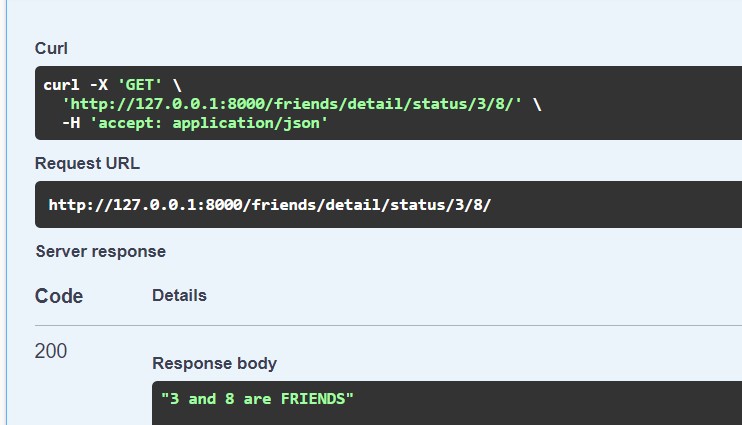 Curl
curl -X 'GET' \
'http://127.0.0.1:8000/friends/detail/status/3/8/' \
-H 'accept: application/json'
Request URL
http://127.0.0.1:8000/friends/detail/status/3/8/
Server response
Code Details
200
Response body
"3 and 8 are FRIENDS"